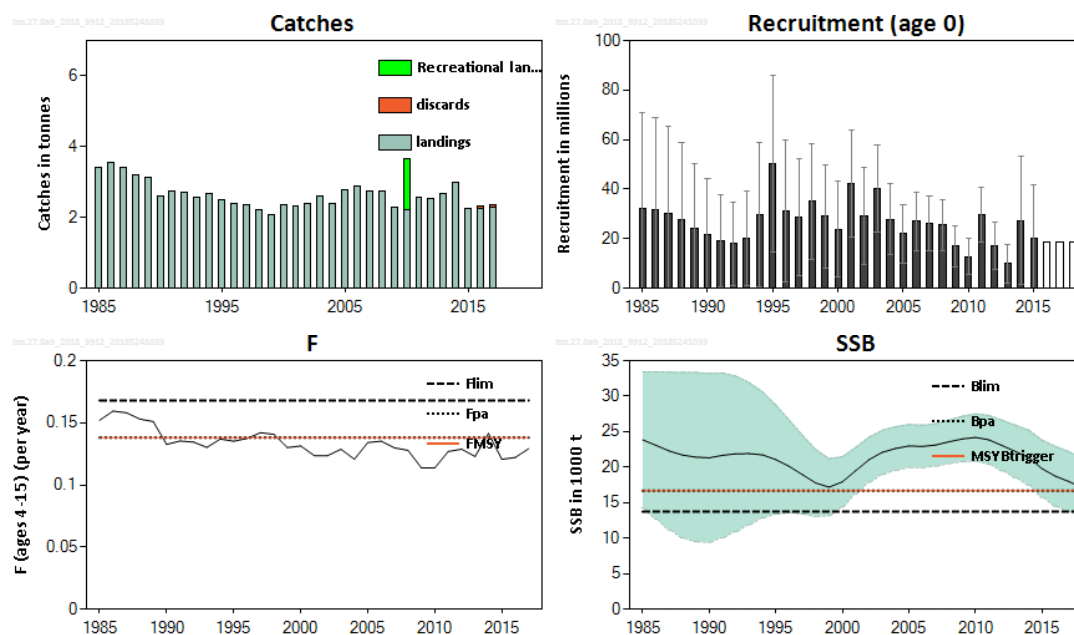 Catches
Catches in tonnes
6
4
2
0
1985
1995
2005
2015
Recreational lan...
discards
landings
Recruitment (age 0)
Recruitment in millions
100
80
60
40
20
0
1985
1990
1995
2000
2005
2010
2015
F
F (ages 4-15) (per year)
0.2
0.15
0.1
0.05
0
1985
1990
1995
2000
2005
2010
2015
Flim
Fpa
FMSY
SSB
SSB in 1000 t
35
30
25
20
15
10
5
0
1985
1990
1995
2000
2005
2010
2015
Blim
Bpa
MSYBtrigger